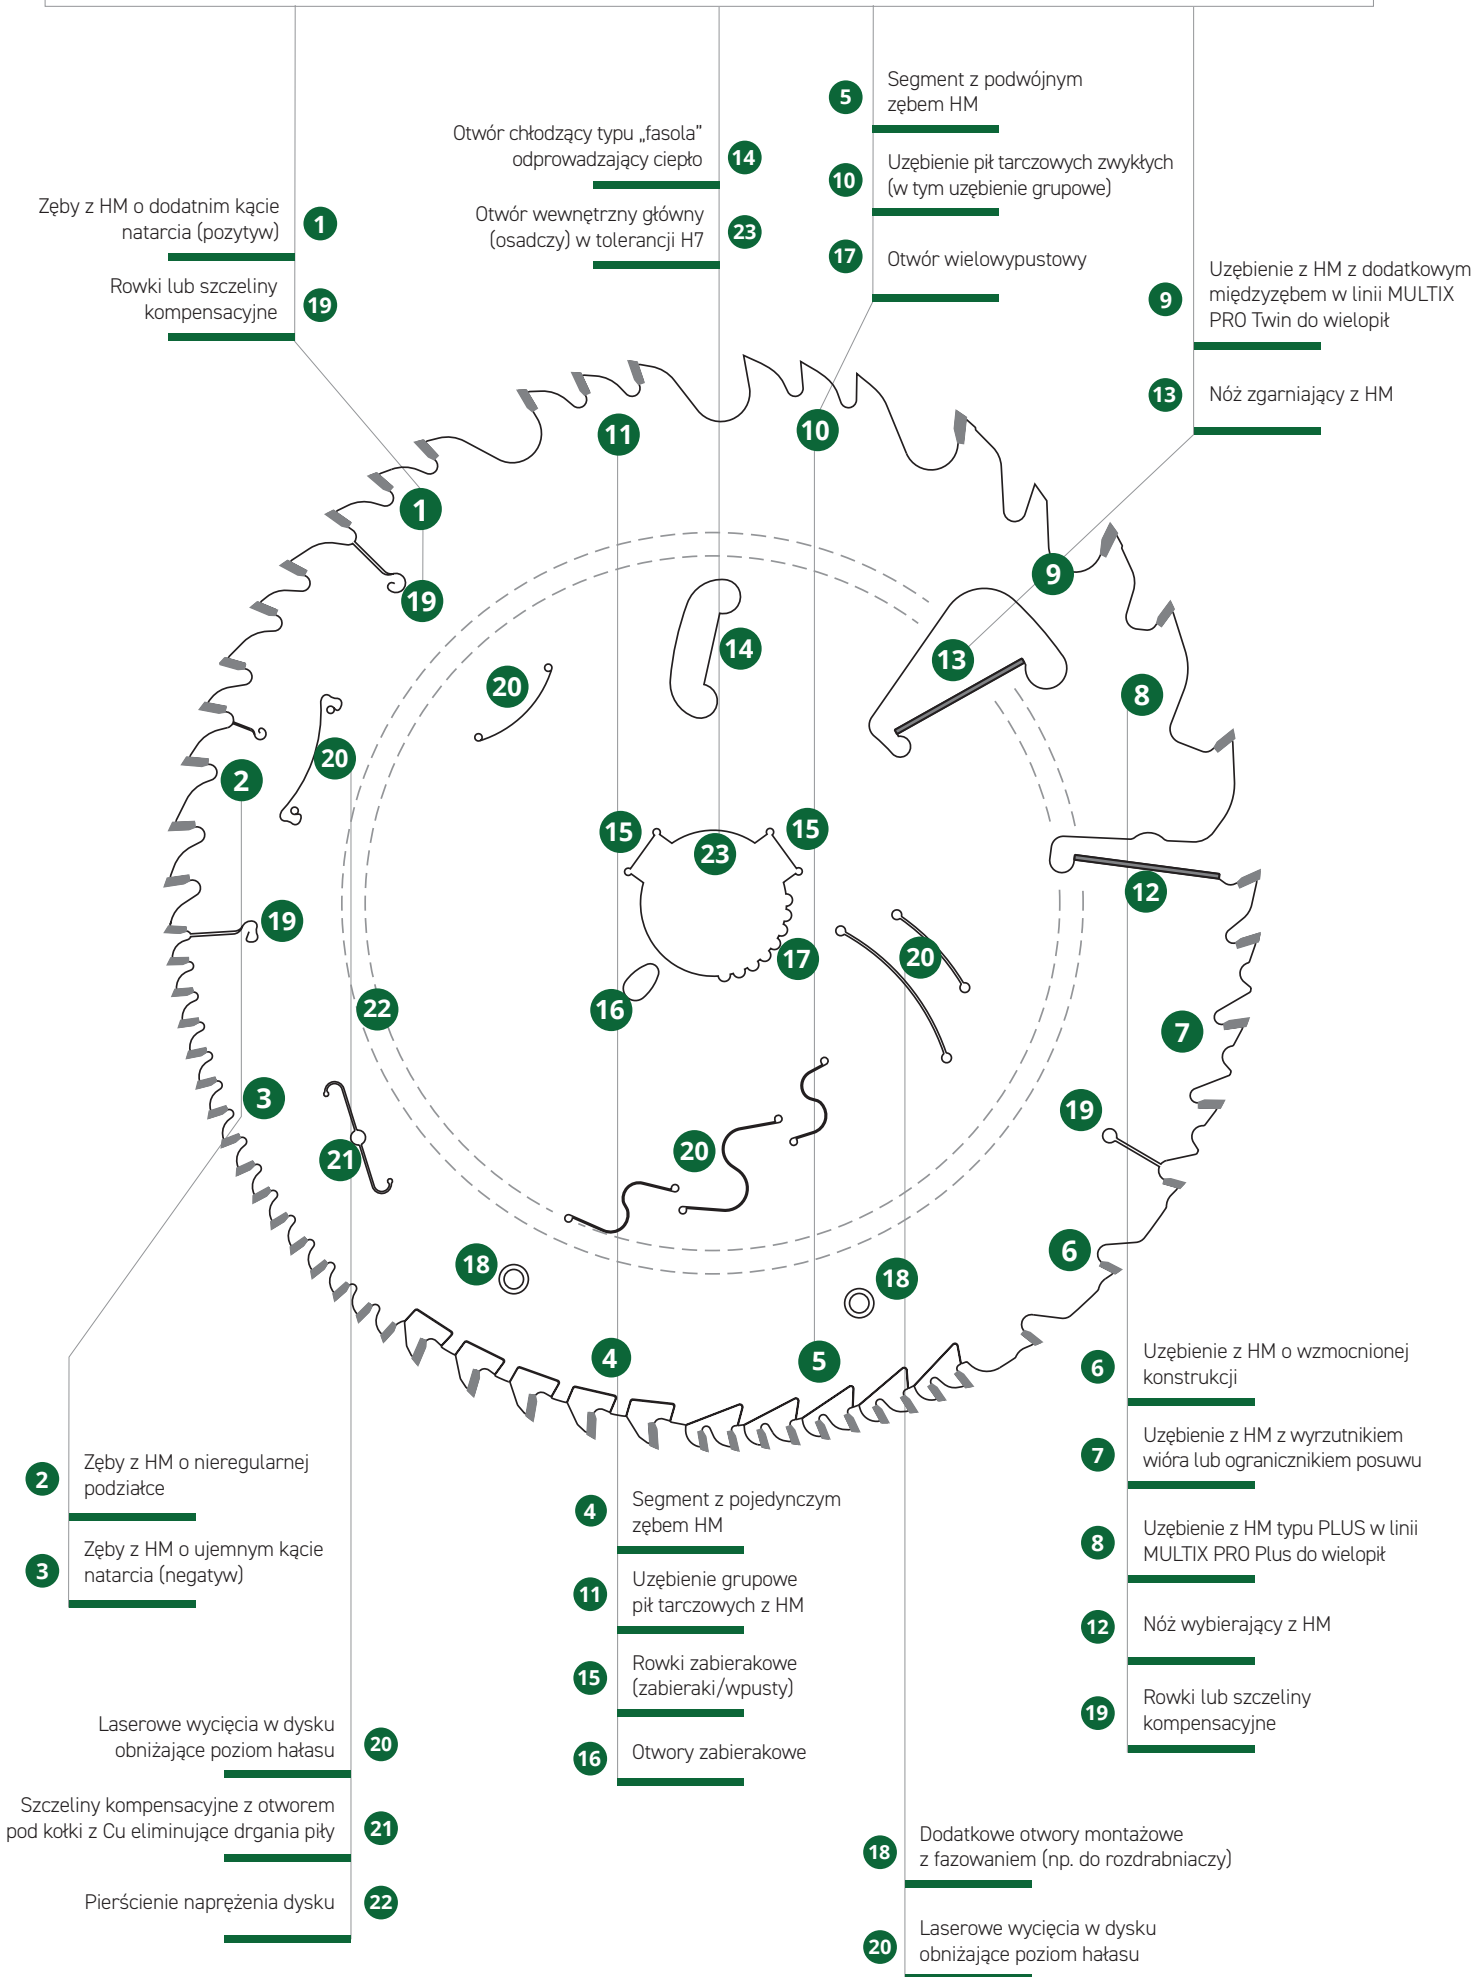 5
Segment z podwójnym
zębem HM
Otwór chłodzący typu „fasola”
odprowadzający ciepło
14
10
Uzębienie pił tarczowych zwykłych
(w tym uzębienie grupowe)
Zęby z HM o dodatnim kącie
natarcia (pozytyw)
1
Otwór wewnętrzny główny
(osadczy) w tolerancji H7
23
17
Otwór wielowypustowy
Rowki lub szczeliny
kompensacyjne
19
9
Uzębienie z HM z dodatkowym
międzyzębem w linii MULTIX
PRO Twin do wielopił
13
Nóż zgarniający z HM
11
10
1
9
19
14
13
20
8
20
2
15
15
23
12
19
20
17
16
22
7
3
19
20
21
6
18
18
4
5
6
Uzębienie z HM o wzmocnionej
konstrukcji
7
Uzębienie z HM z wyrzutnikiem
wióra lub ogranicznikiem posuwu
8
Uzębienie z HM typu PLUS w linii
MULTIX PRO Plus do wielopił
12
Nóż wybierający z HM
19
Rowki lub szczeliny
kompensacyjne
2
Zęby z HM o nieregularnej
podziałce
3
Zęby z HM o ujemnym kącie
natarcia (negatyw)
4
Segment z pojedynczym
zębem HM
11
Uzębienie grupowe
pił tarczowych z HM
15
Rowki zabierakowe
(zabieraki/wpusty)
16
Otwory zabierakowe
Laserowe wycięcia w dysku
obniżające poziom hałasu
20
Szczeliny kompensacyjne z otworem
pod kołki z Cu eliminujące drgania piły
21
Pierścienie naprężenia dysku
22
18
Dodatkowe otwory montażowe
z fazowaniem (np. do rozdrabniaczy)
20
Laserowe wycięcia w dysku
obniżające poziom hałasu